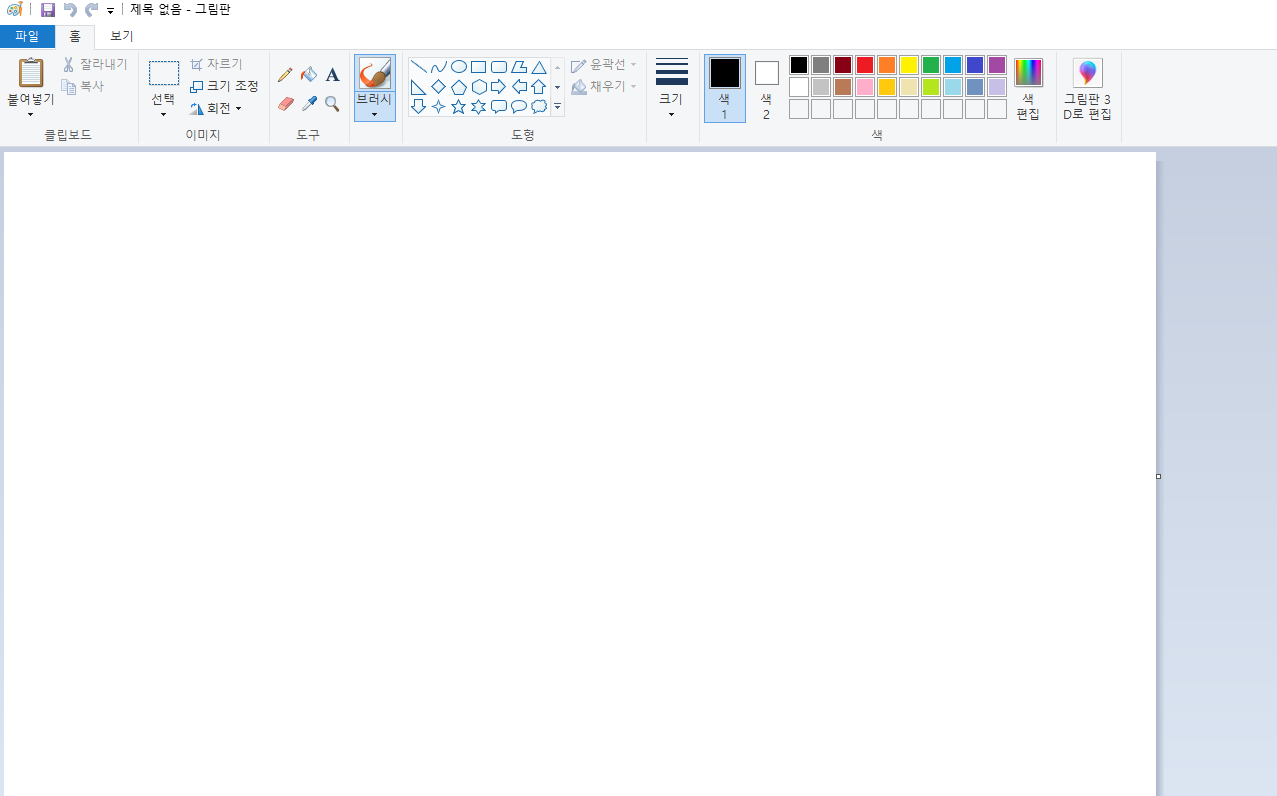 제목 없음 - 그림판
파일 홈 보기
붙여넣기
잘라내기
복사
클립보드
선택
자르기
크기 조정
회전
이미지
A
도구
브러시
윤곽선
채우기
도형
크기
색
1
색
2
색
색
편집
그림판 3
D로 편집